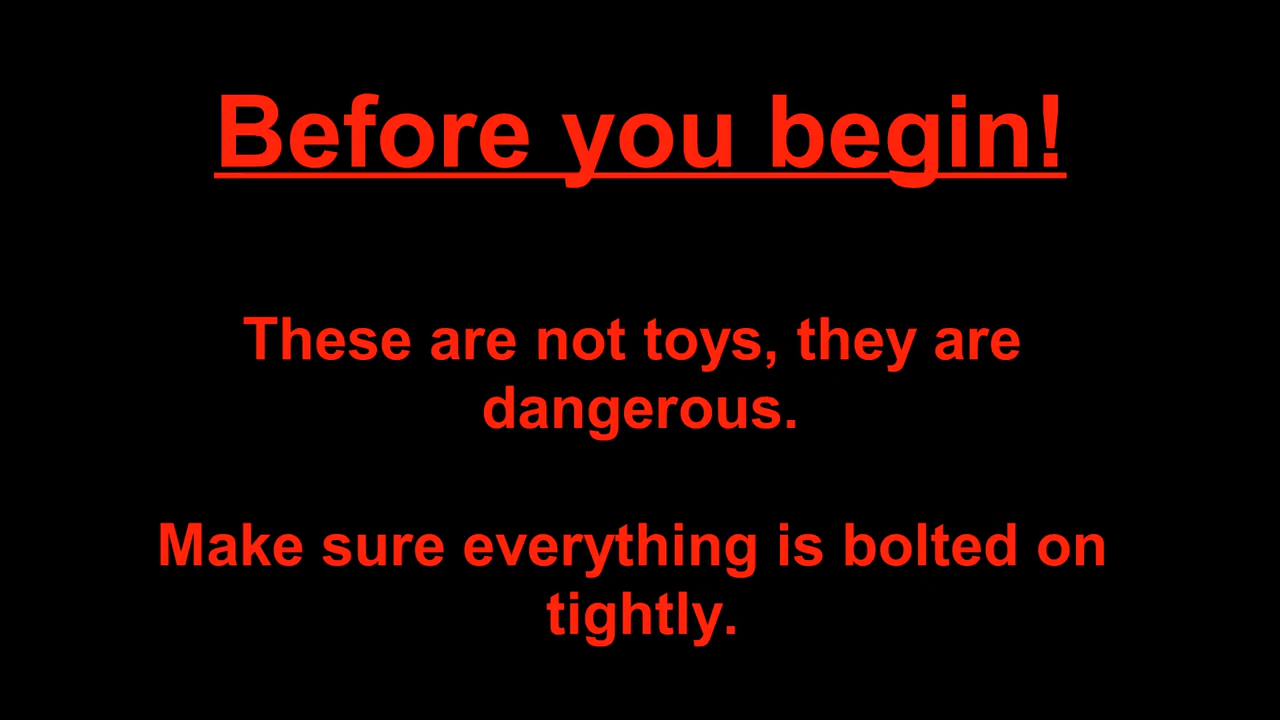 Before you begin!
These are not toys, they are
dangerous.
Make sure everything is bolted on
tightly.